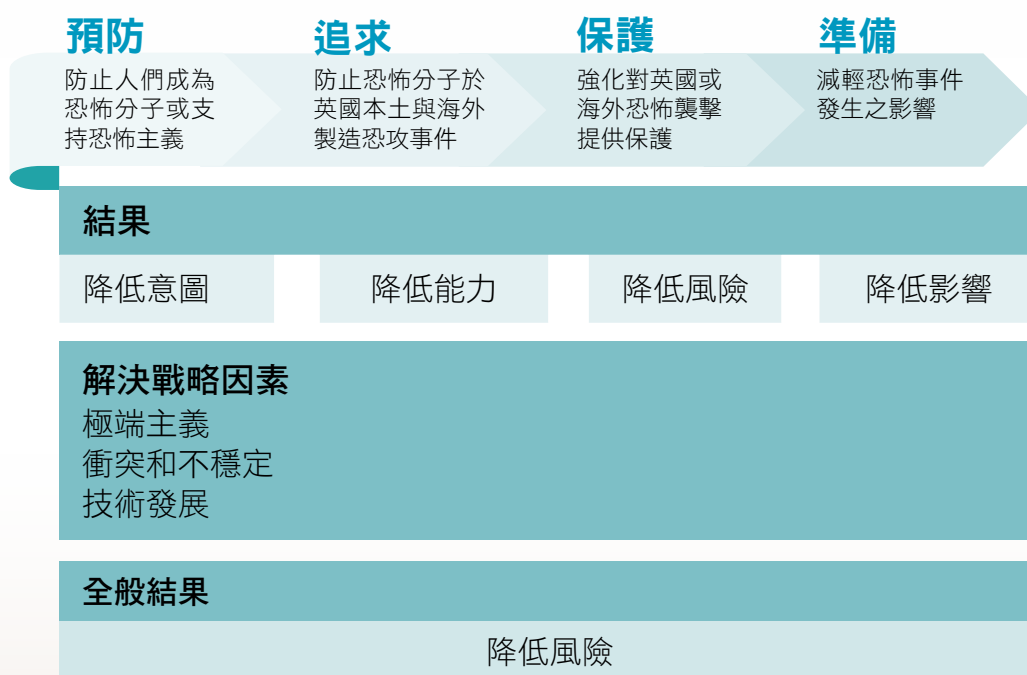 預防
防止人們成為
恐怖分子或支
持恐怖主義
追求
防止恐怖分子於
英國本土與海外
製造恐攻事件
保護
強化對英國或
海外恐怖襲擊
提供保護
準備
減輕恐怖事件
發生之影響
結果
降低意圖
降低能力
降低風險
降低影響
解決戰略因素
極端主義
衝突和不穩定
技術發展
全般結果
降低風險